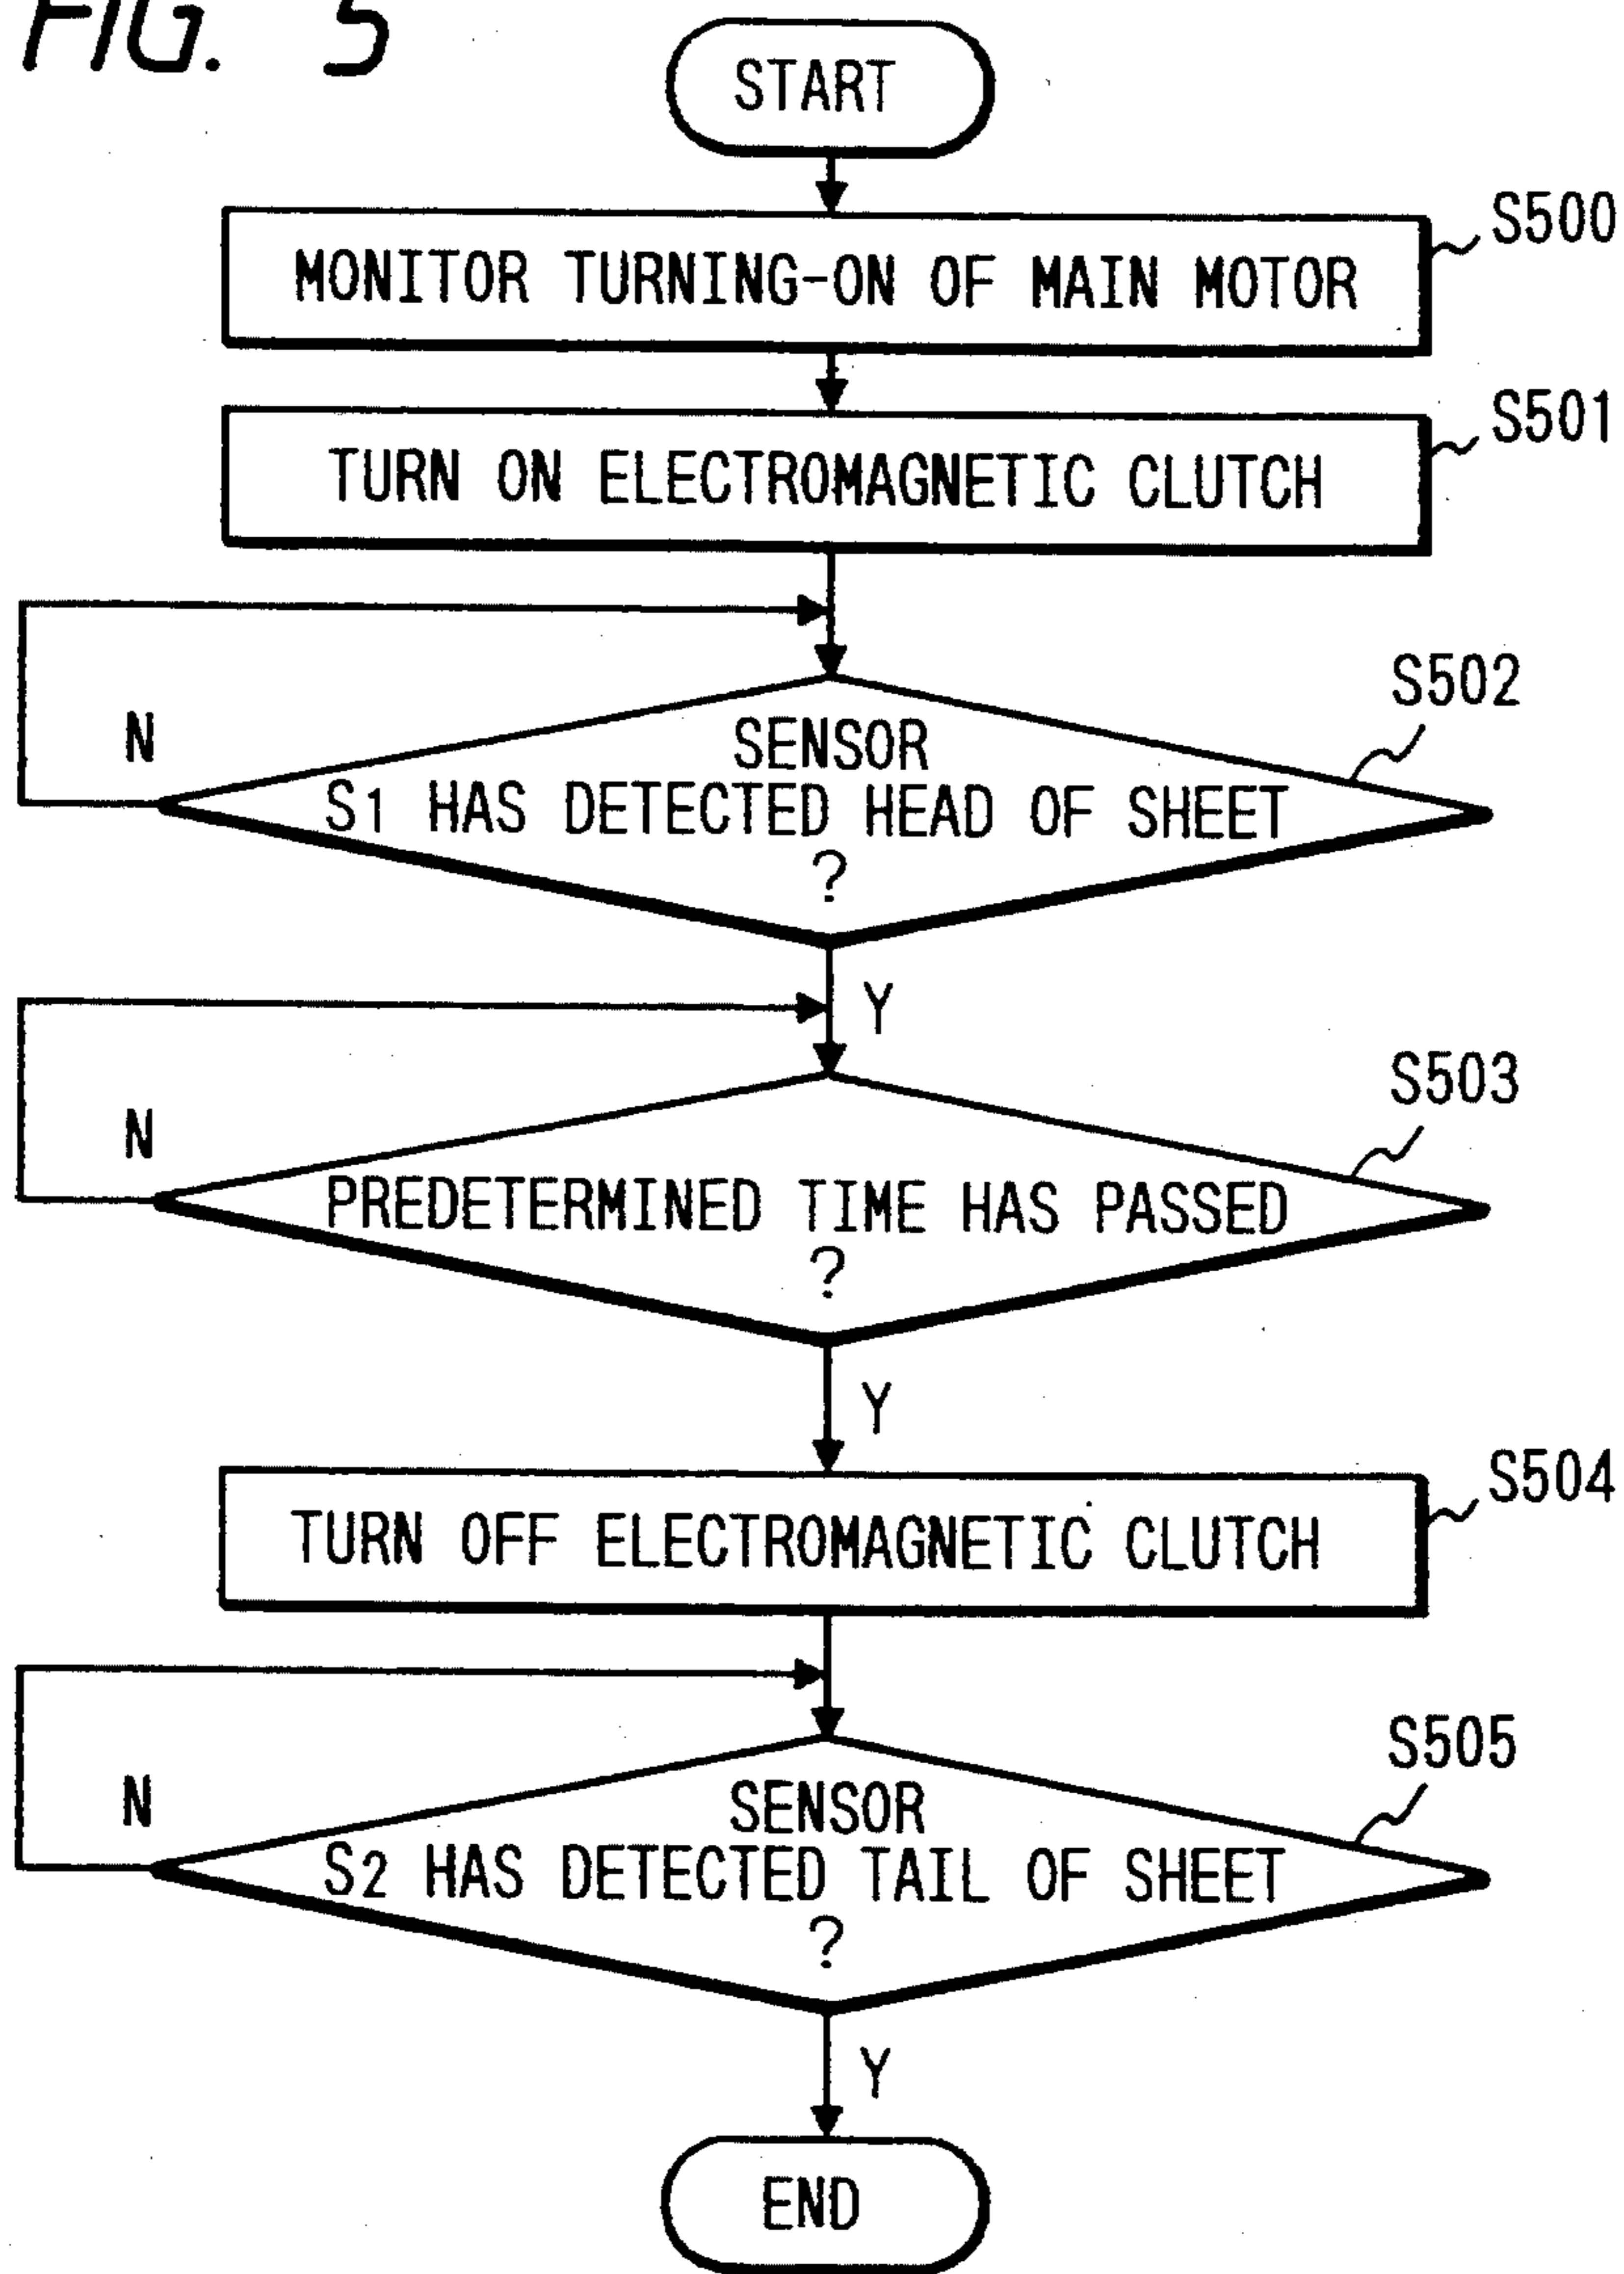 FIG. 5
START
MONITOR TURNING-ON OF MAIN MOTOR
S500
TURN ON ELECTROMAGNETIC CLUTCH
S501
S502
N
SENSOR
S1 HAS DETECTED HEAD OF SHEET
?
Y
S503
N
PREDETERMINED TIME HAS PASSED
?
Y
TURN OFF ELECTROMAGNETIC CLUTCH
S504
S505
N
SENSOR
S2 HAS DETECTED TAIL OF SHEET
?
Y
END